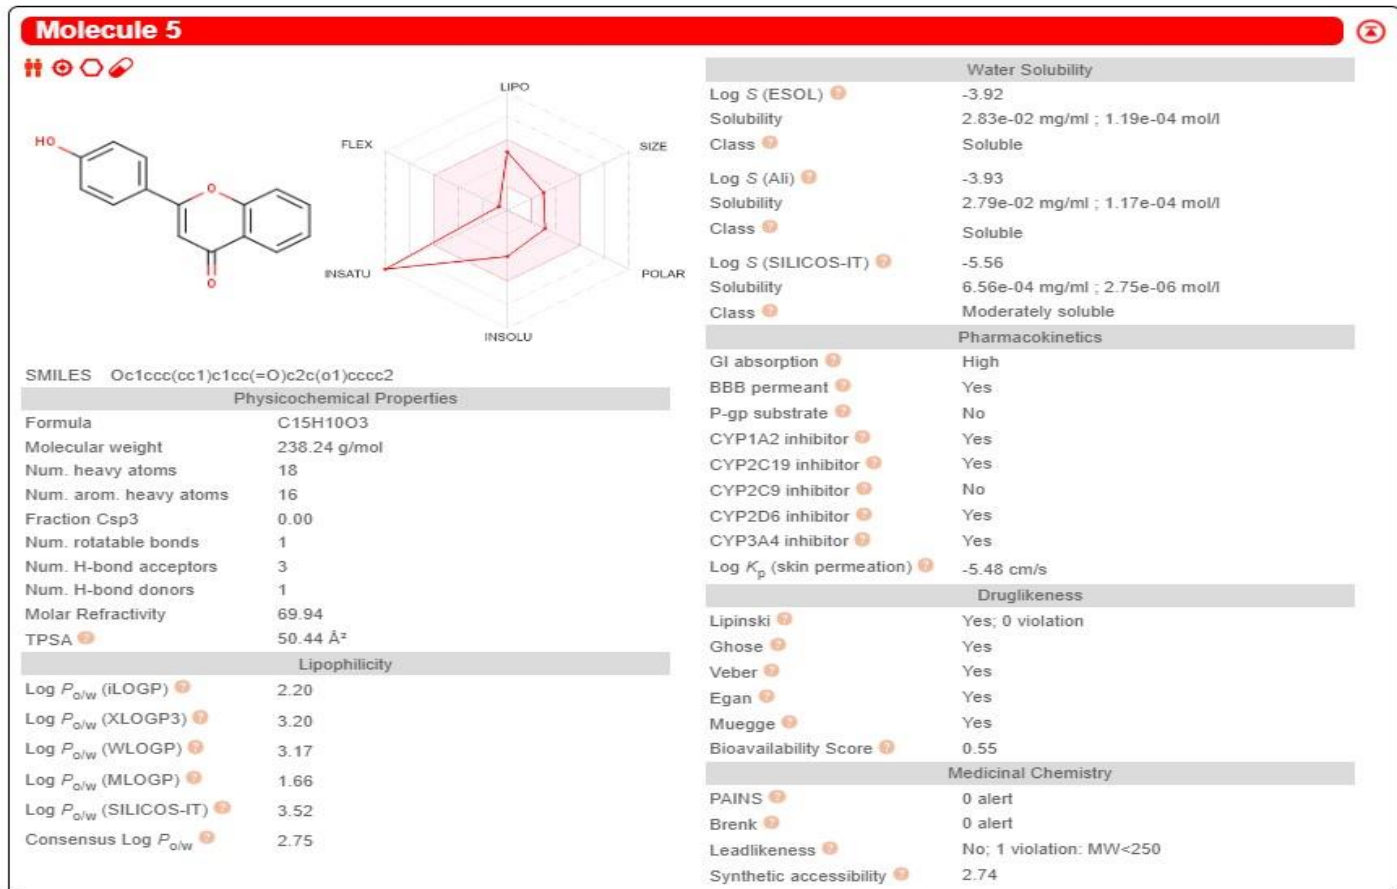 Molecule 5
HO
O
O
LIPO
FLEX
SIZE
INSATU
POLAR
INSOLU
SMILES Oc1ccc(cc1)c1cc(=O)c2c(o1)cccc2
Physicochemical Properties
Formula C15H10O3
Molecular weight 238.24 g/mol
Num. heavy atoms 18
Num. arom. heavy atoms 16
Fraction Csp3 0.00
Num. rotatable bonds 1
Num. H-bond acceptors 3
Num. H-bond donors 1
Molar Refractivity 69.94
TPSA ? 50.44 Å²
Lipophilicity
Log Po/w (iLOGP) ? 2.20
Log Po/w (XLOGP3) ? 3.20
Log Po/w (WLOGP) ? 3.17
Log Po/w (MLOGP) ? 1.66
Log Po/w (SILICOS-IT) ? 3.52
Consensus Log Po/w ? 2.75
Water Solubility
Log S (ESOL) ? -3.92
Solubility 2.83e-02 mg/ml ; 1.19e-04 mol/l
Class ? Soluble
Log S (Ali) ? -3.93
Solubility 2.79e-02 mg/ml ; 1.17e-04 mol/l
Class ? Soluble
Log S (SILICOS-IT) ? -5.56
Solubility 6.56e-04 mg/ml ; 2.75e-06 mol/l
Class ? Moderately soluble
Pharmacokinetics
GI absorption ? High
BBB permeant ? Yes
P-gp substrate ? No
CYP1A2 inhibitor ? Yes
CYP2C19 inhibitor ? Yes
CYP2C9 inhibitor ? No
CYP2D6 inhibitor ? Yes
CYP3A4 inhibitor ? Yes
Log Kp (skin permeation) ? -5.48 cm/s
Druglikeness
Lipinski ? Yes; 0 violation
Ghose ? Yes
Veber ? Yes
Egan ? Yes
Muegge ? Yes
Bioavailability Score ? 0.55
Medicinal Chemistry
PAINS ? 0 alert
Brenk ? 0 alert
Leadlikeness ? No; 1 violation: MW<250
Synthetic accessibility ? 2.74